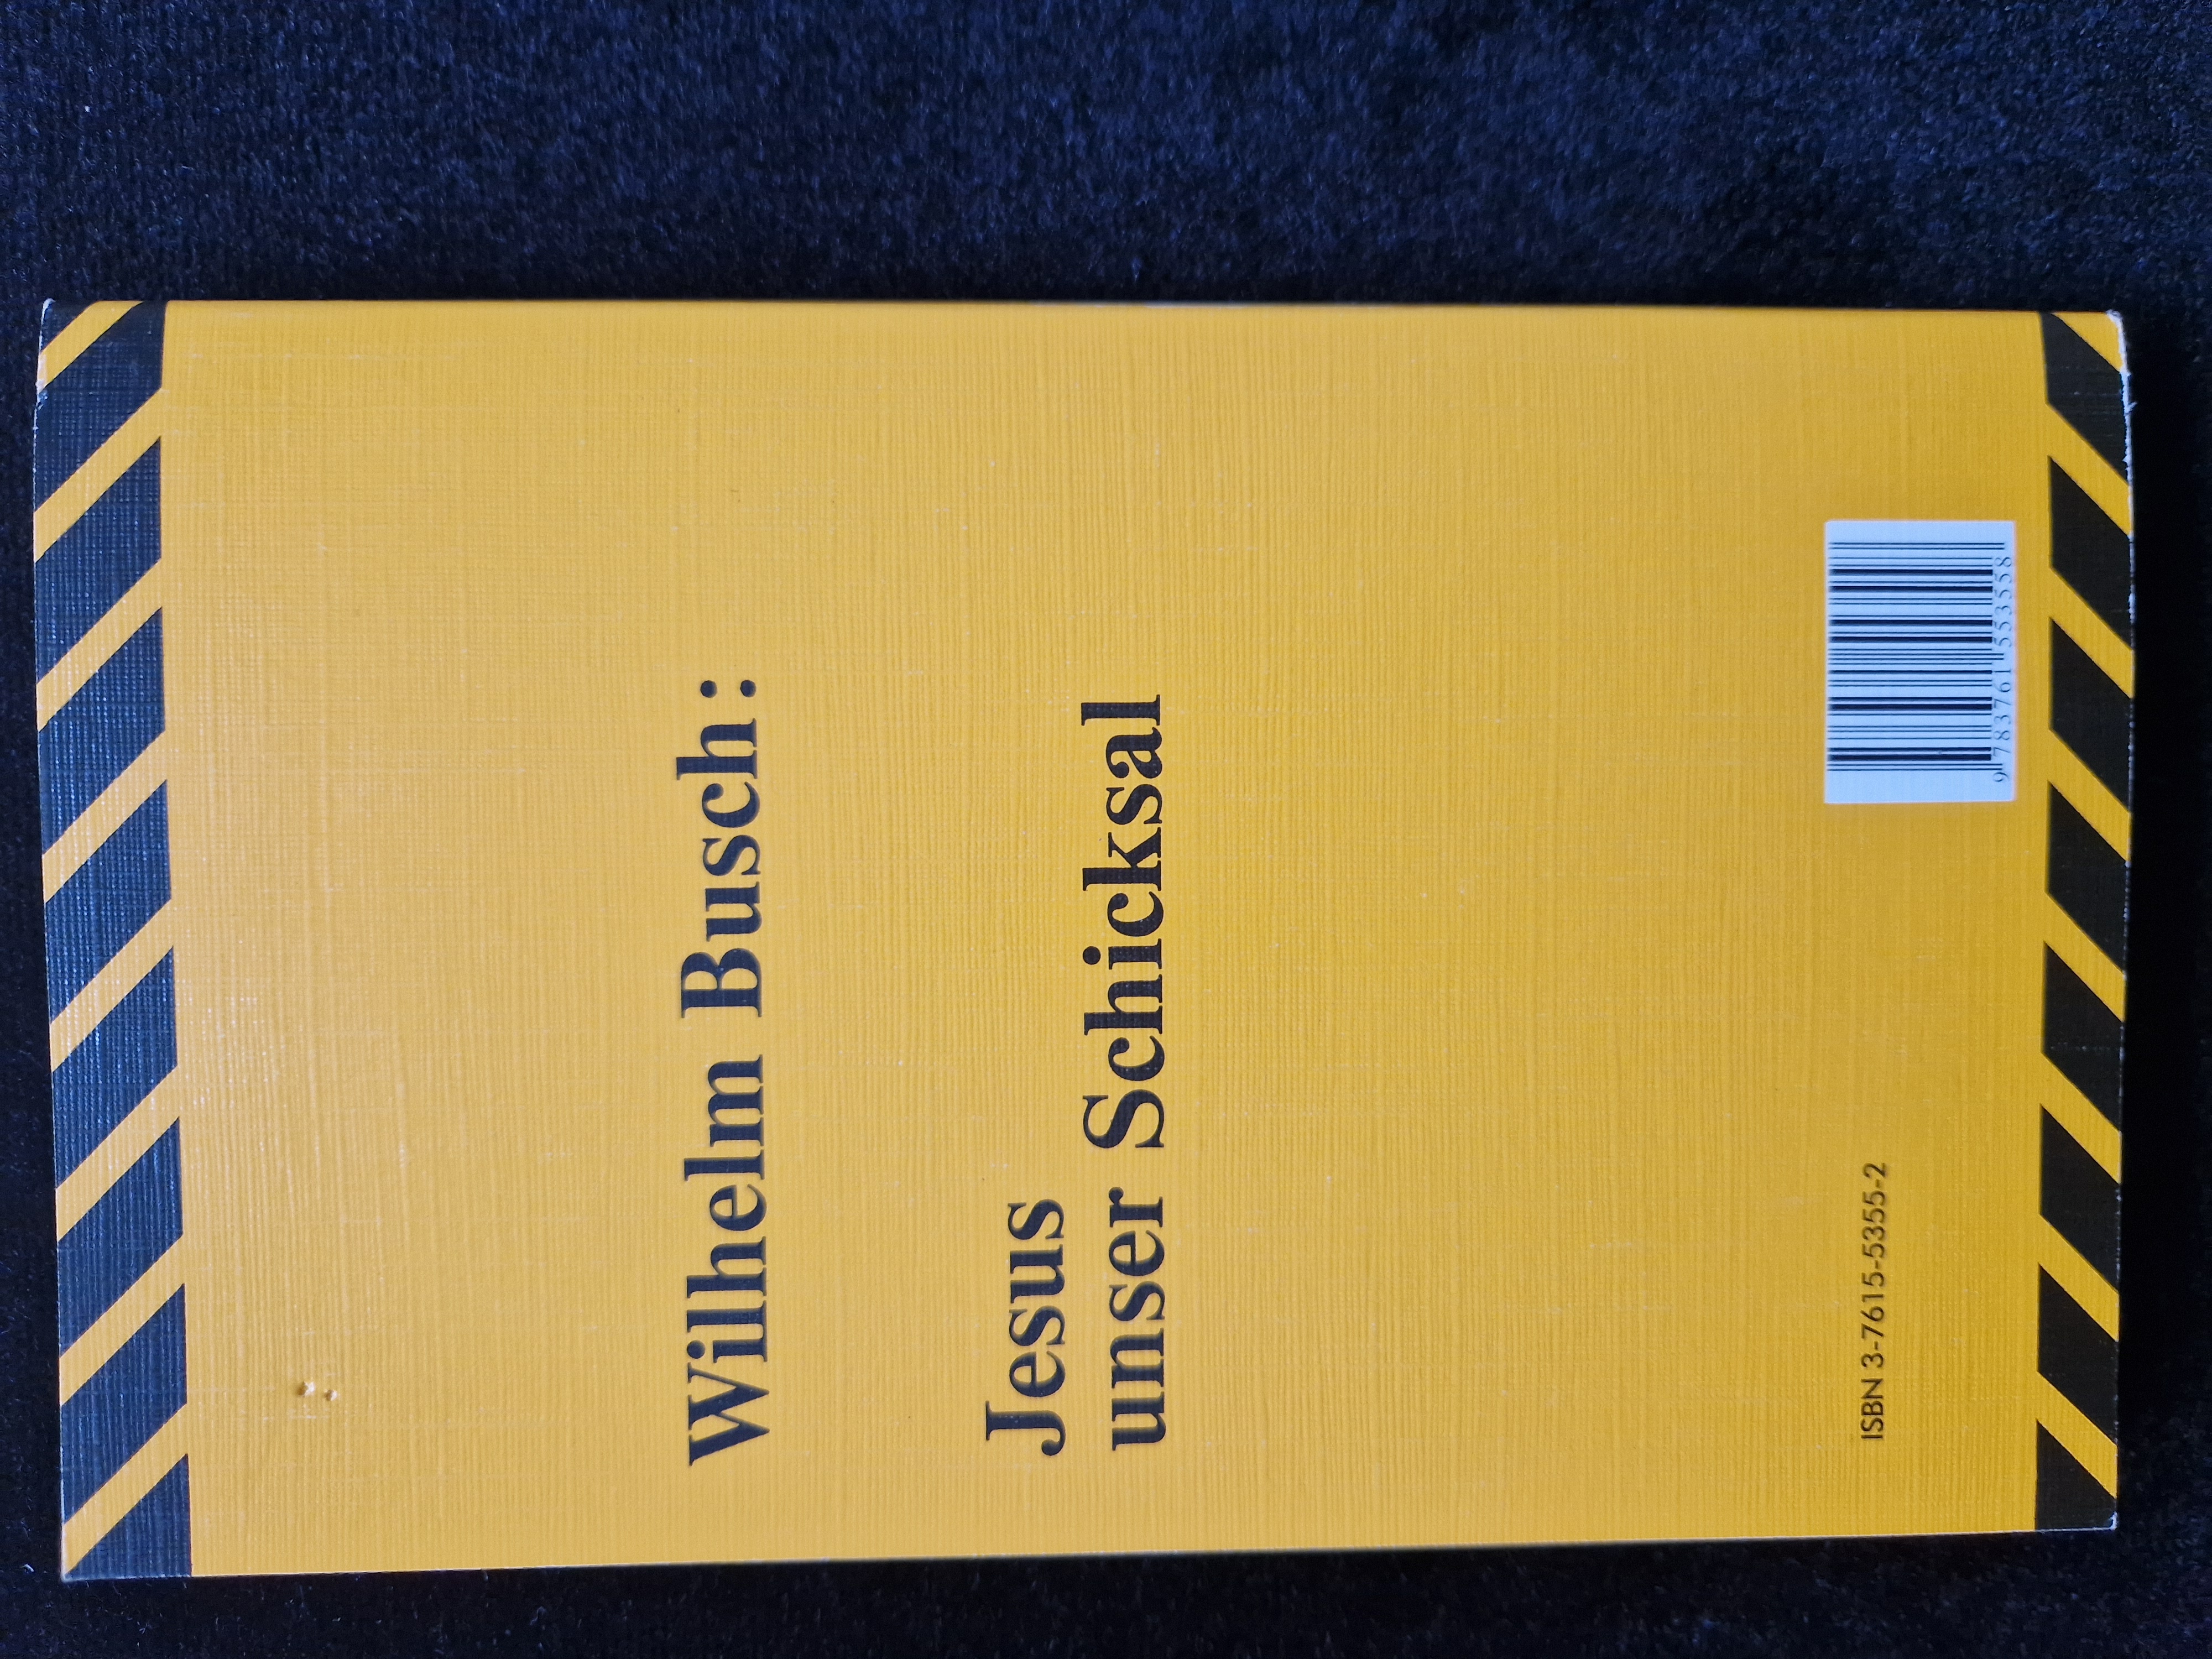 Wilhelm Busch:
Jesus
unser Schicksal
ISBN 3-7615-5355-2
9 783761 553558